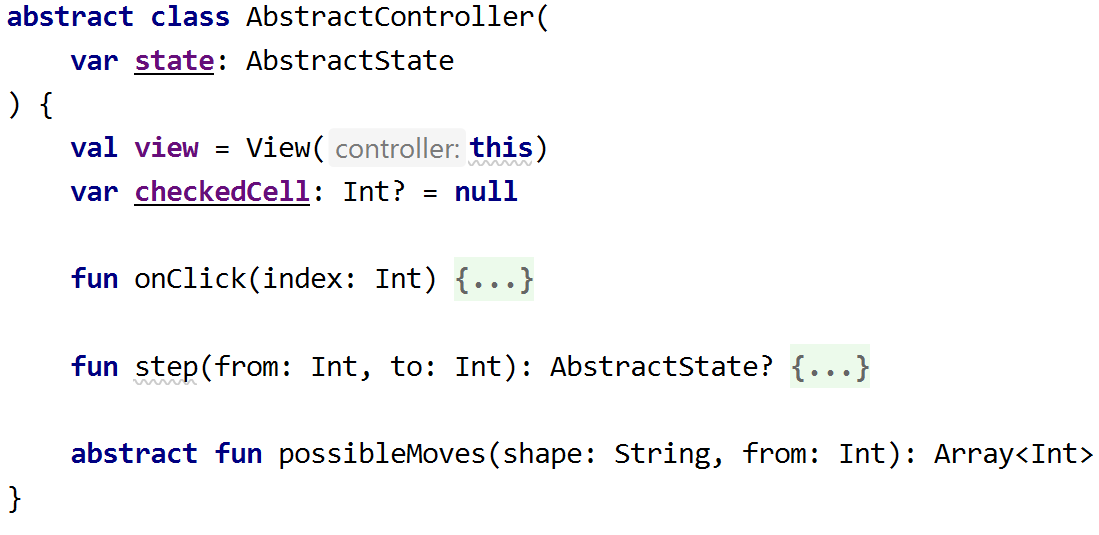 abstract class AbstractController(
    var state: AbstractState
) {
    val view = View( controller: this)
    var checkedCell: Int? = null
    fun onClick(index: Int) {...}
    fun step(from: Int, to: Int): AbstractState? {...}
    abstract fun possibleMoves(shape: String, from: Int): Array<Int>
}